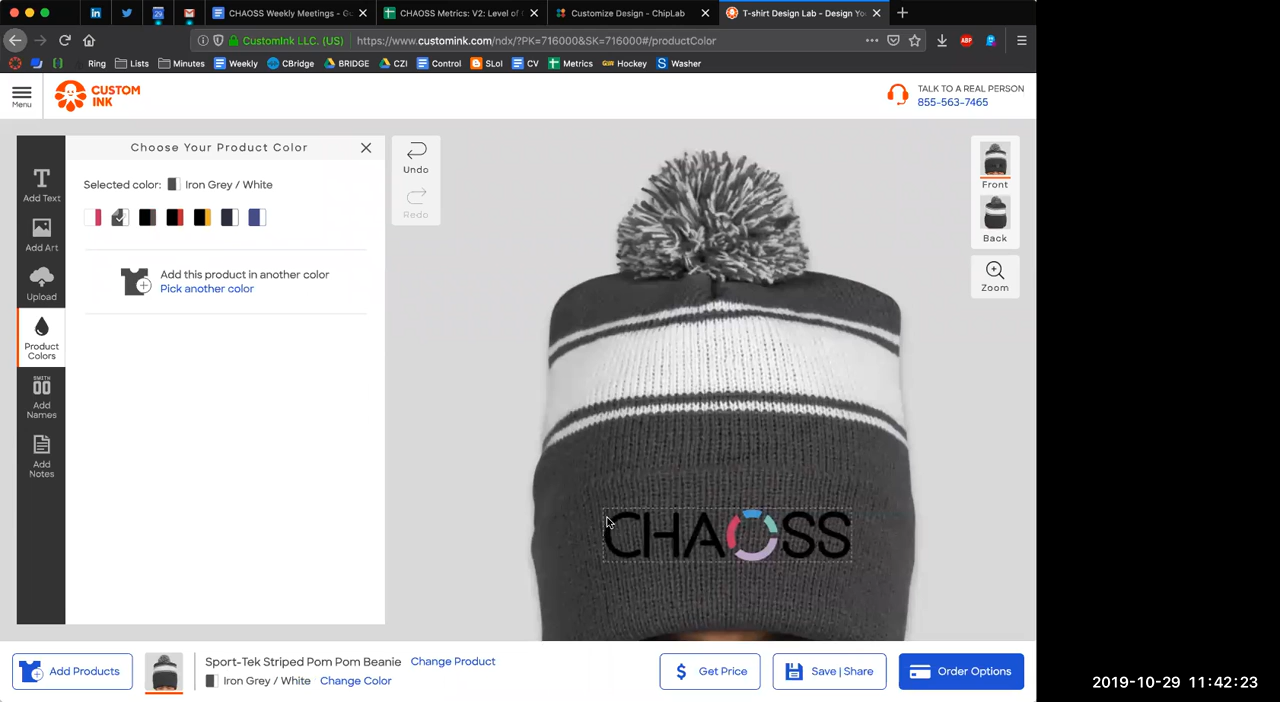 CHAOSS Weekly Meetings - G
CHAOSS Metrics: V2: Level of
Customize Design - ChipLab
T-shirt Design Lab - Design Yo
CustomInk LLC. (US)
https://www.customink.com/ndx/?PK=716000&SK=716000#/productColor
Ring
Lists
Minutes
Weekly
CBridge
BRIDGE
CZI
Control
SLoI
CV
Metrics
Hockey
Washer
Menu
CUSTOM
INK
TALKTO A REAL PERSON
855-563-7465
Add Text
Add Art
Upload
Product
Colors
SMITH
00
Add
Names
Add
Notes
Choose Your Product Color
Selected color: Iron Grey / White
Add this product in another color
Pick another color
Undo
Redo
Front
Back
Zoom
CHAOSS
Add Products
Sport-Tek Striped Pom Pom Beanie Change Product
Iron Grey / White Change Color
Get Price
Save | Share
Order Options
2019-10-29 11:42:23